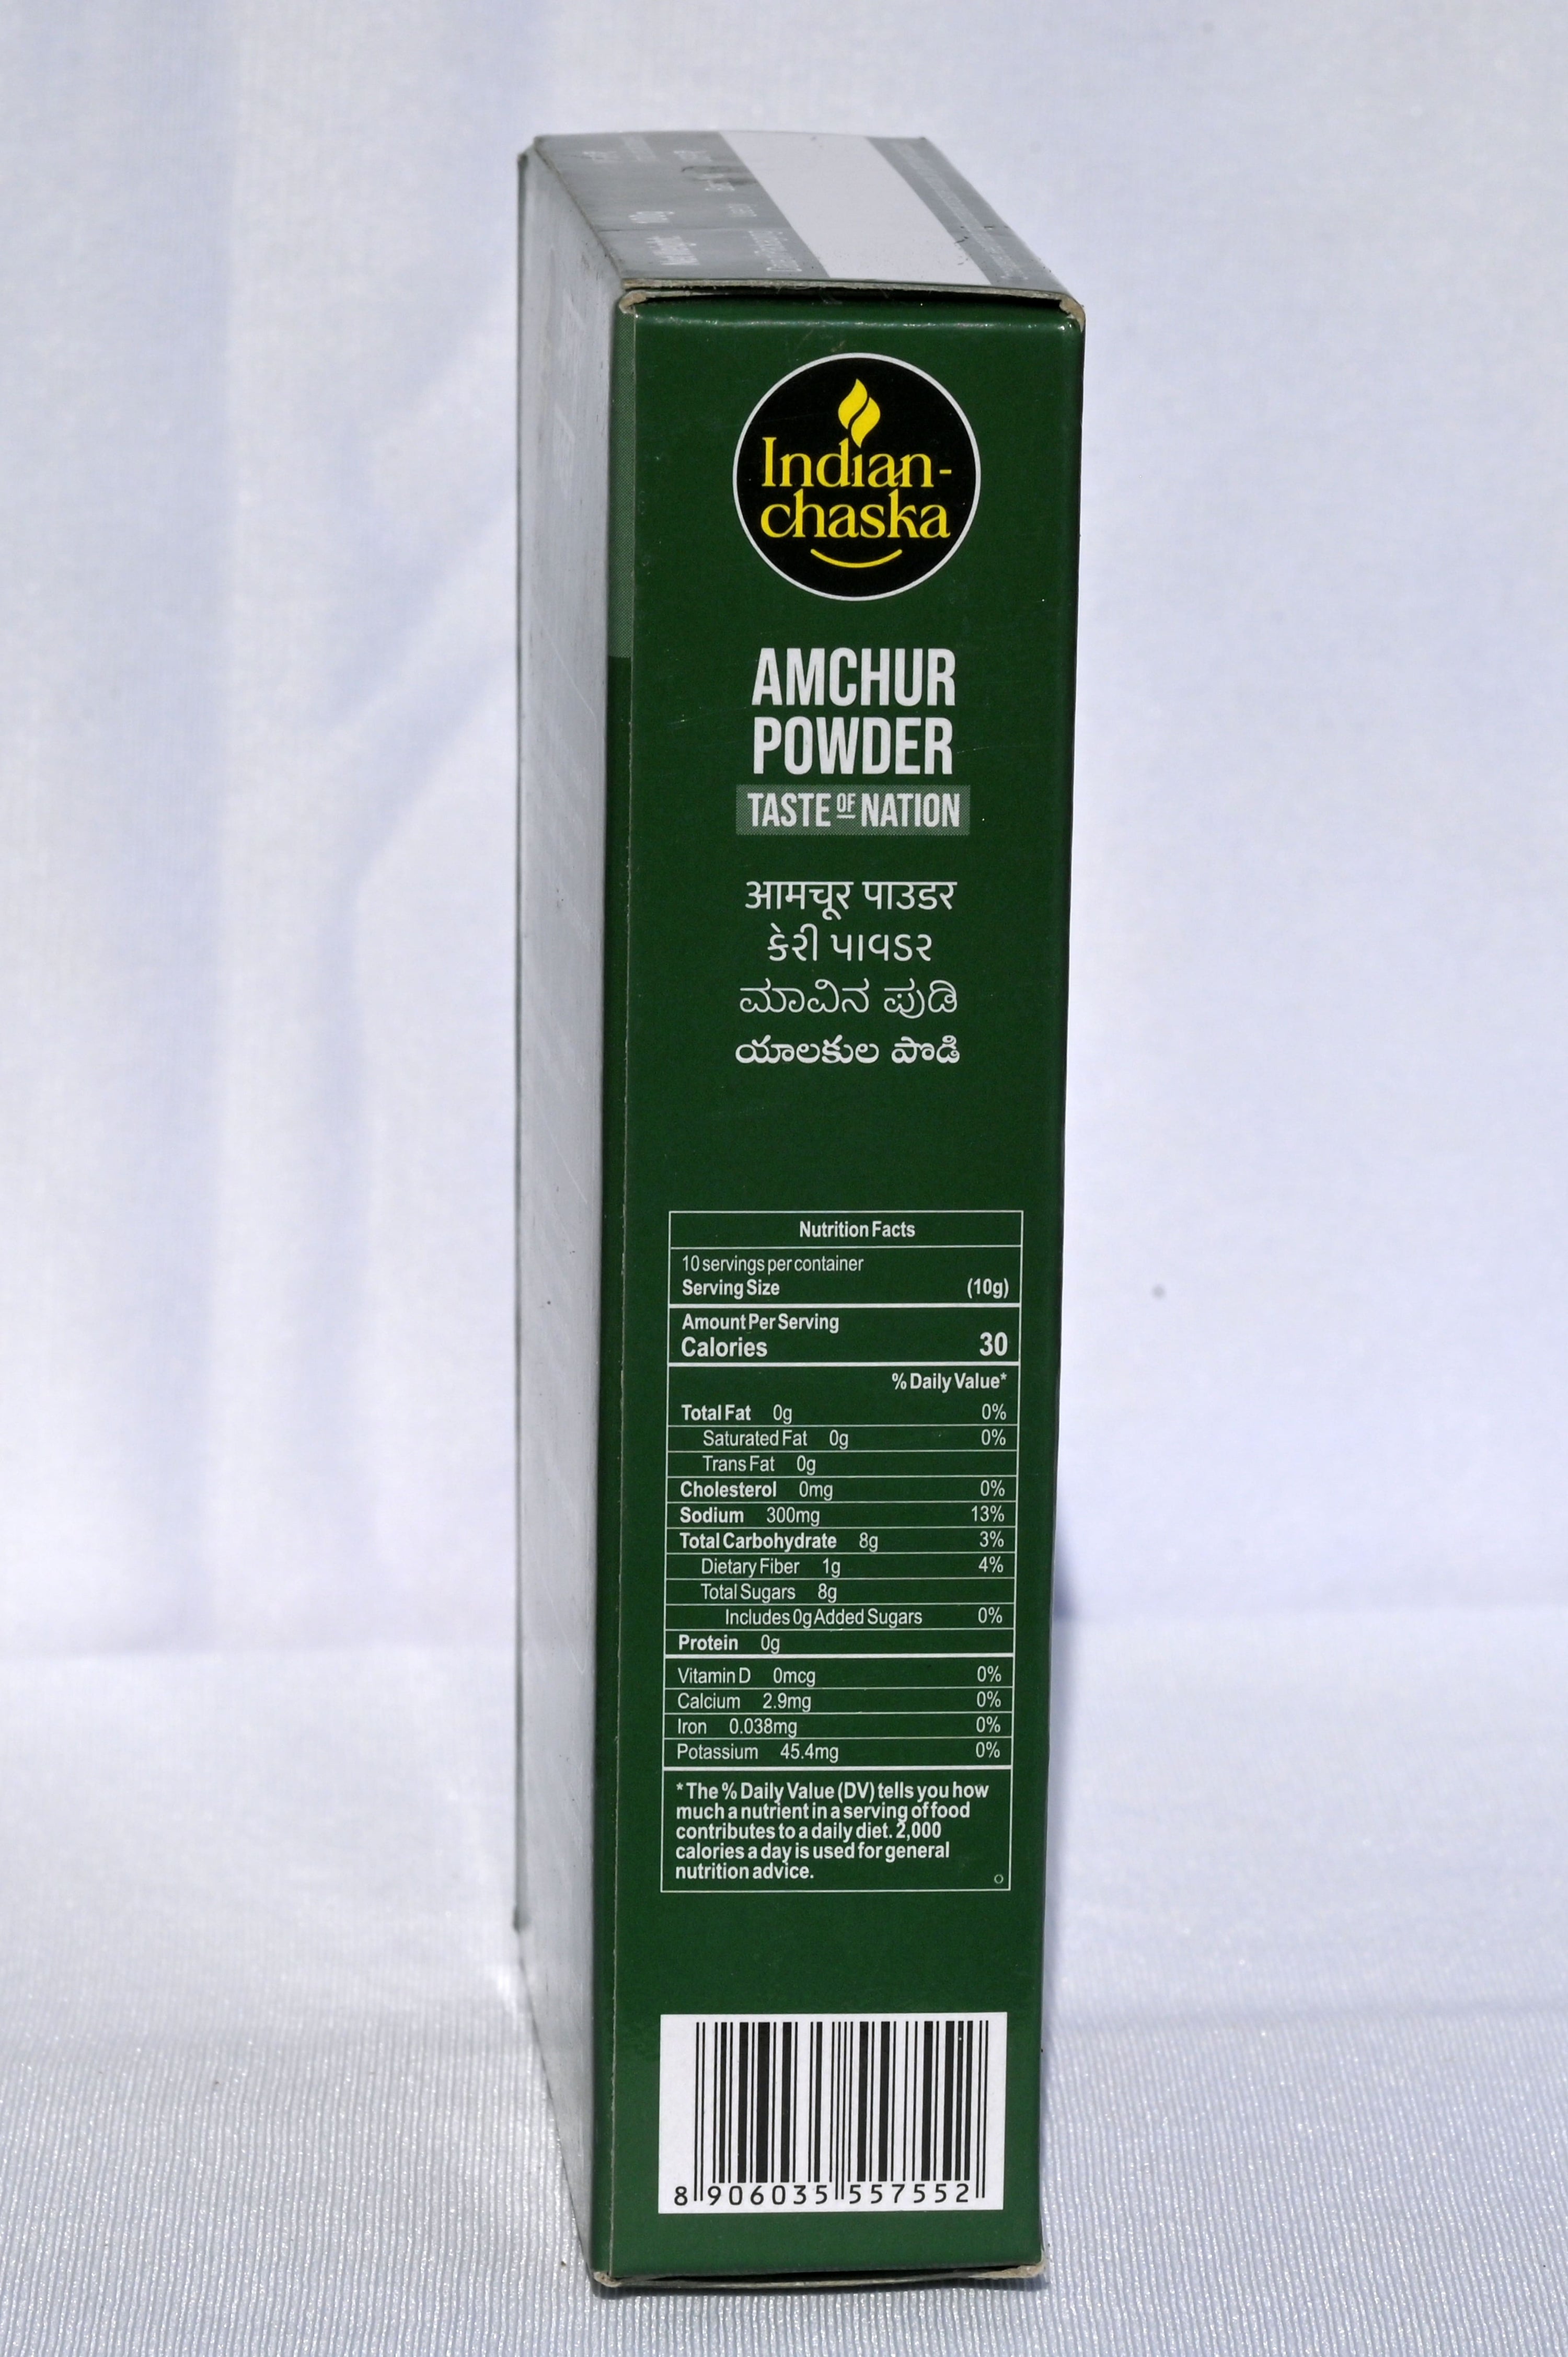 Indian-
chaska
AMCHUR
POWDER
TASTE OF NATION
आमचूर पाउडर
કેરી પાવડર
ಮಾವಿನ ಪುಡಿ
యాలకుల పొడి
Nutrition Facts
10 servings per container
Serving Size (10g)
Amount Per Serving
Calories 30
% Daily Value*
Total Fat 0g 0%
Saturated Fat 0g 0%
Trans Fat 0g
Cholesterol 0mg 0%
Sodium 300mg 13%
Total Carbohydrate 8g 3%
Dietary Fiber 1g 4%
Total Sugars 8g
Includes 0g Added Sugars 0%
Protein 0g
Vitamin D 0mcg 0%
Calcium 2.9mg 0%
Iron 0.038mg 0%
Potassium 45.4mg 0%
* The % Daily Value (DV) tells you how
much a nutrient in a serving of food
contributes to a daily diet. 2,000
calories a day is used for general
nutrition advice.
8 906035 557552